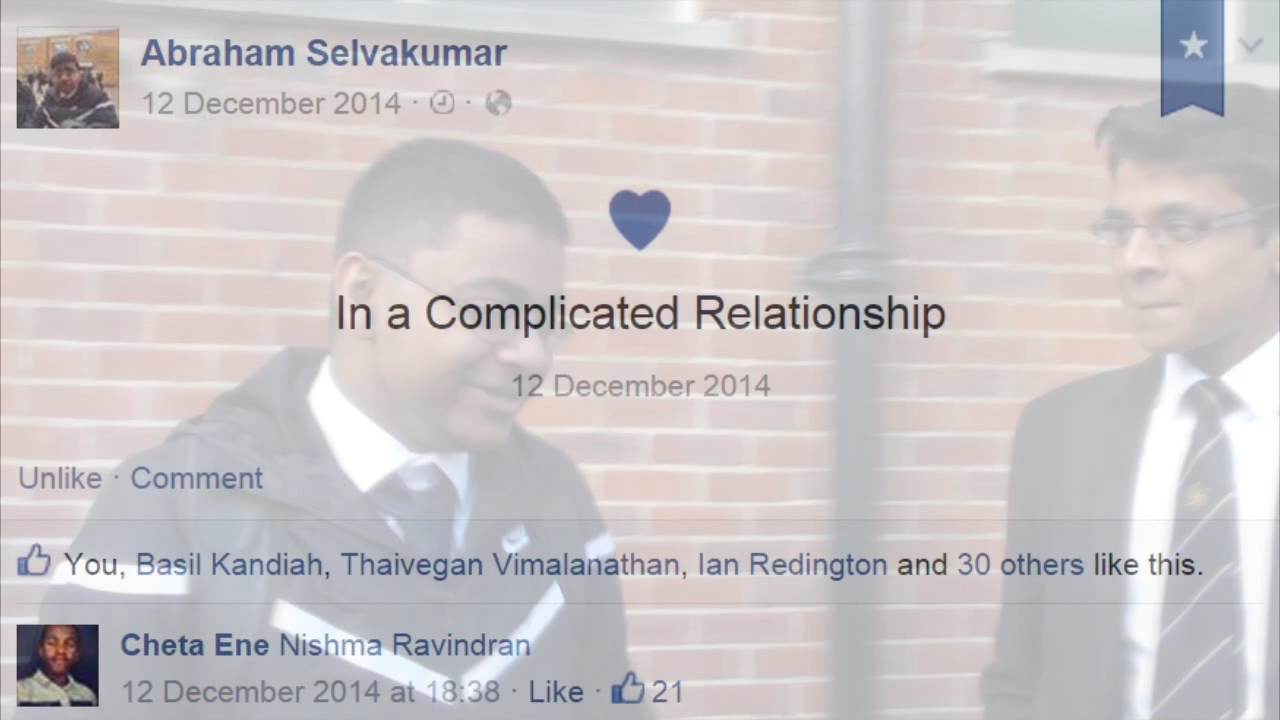 Abraham Selvakumar
12 December 2014 · ·
In a Complicated Relationship
12 December 2014
Unlike · Comment
You, Basil Kandiah, Thaivegan Vimalanathan, Ian Redington and 30 others like this.
Cheta Ene Nishma Ravindran
12 December 2014 at 18:38 · Like · 21